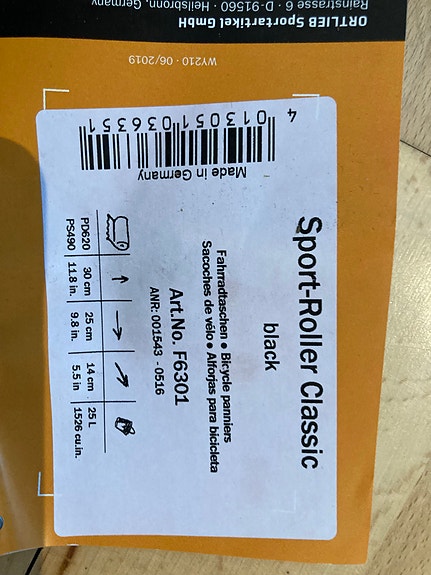 Sport-Roller Classic
black
Fahrradtaschen • Bicycle panniers
Sacoches de vélo • Alforjas para bicicleta
Art.No. F6301
ANR: 001543 - 0516
PD620 30 cm 25 cm 14 cm 25 L
PS490 11.8 in. 9.8 in. 5.5 in 1526 cu.in.
Made in Germany
4 013051 036351
WY210 · 06/2019
ORTLIEB Sportartikel GmbH
Rainstrasse 6 · D-91560 · Heilsbronn, Germany